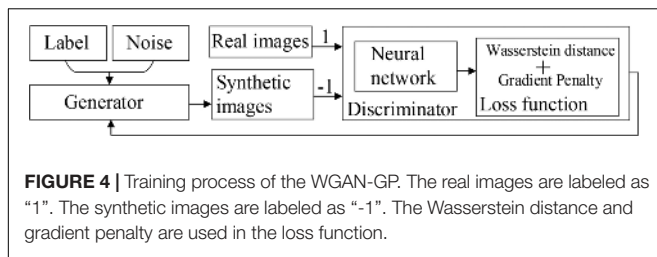 Label
Noise
Real images
1
Neural
network
Wasserstein distance
+
Gradient Penalty
Loss function
Generator
Synthetic
images
-1
Discriminator
FIGURE 4 | Training process of the WGAN-GP. The real images are labeled as
“1”. The synthetic images are labeled as “-1”. The Wasserstein distance and
gradient penalty are used in the loss function.